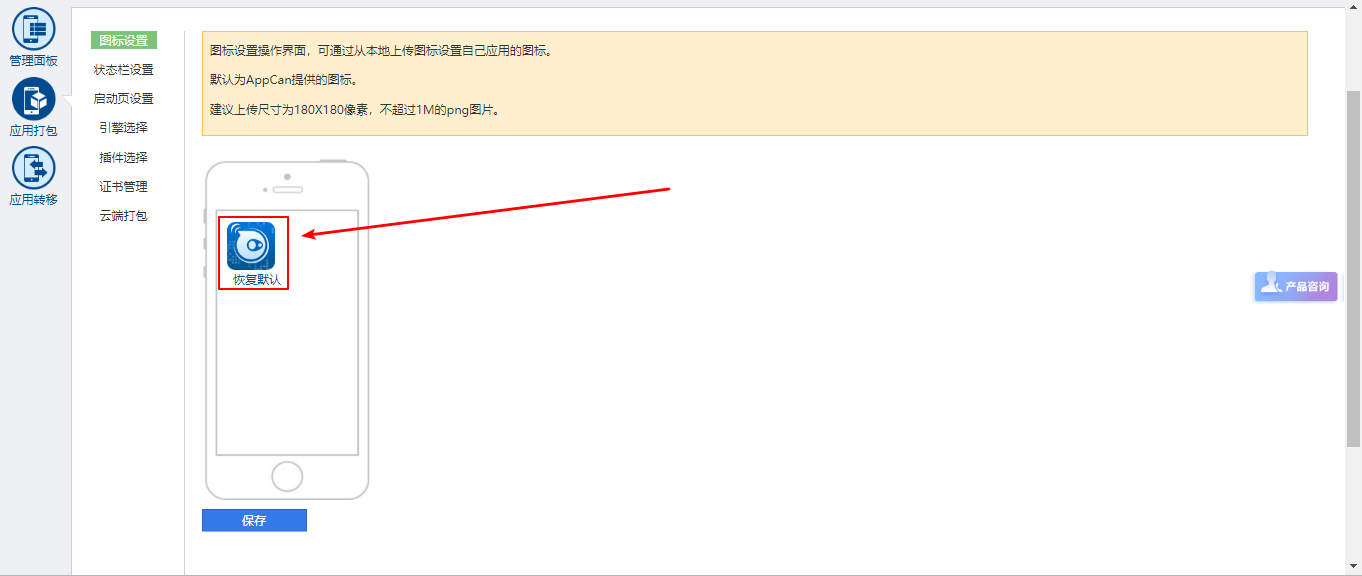 管理面板
应用打包
应用转移
图标设置
状态栏设置
启动页设置
引擎选择
插件选择
证书管理
云端打包
图标设置操作界面，可通过从本地上传图标设置自己应用的图标。
默认为AppCan提供的图标。
建议上传尺寸为180X180像素，不超过1M的png图片。
恢复默认
保存
产品咨询